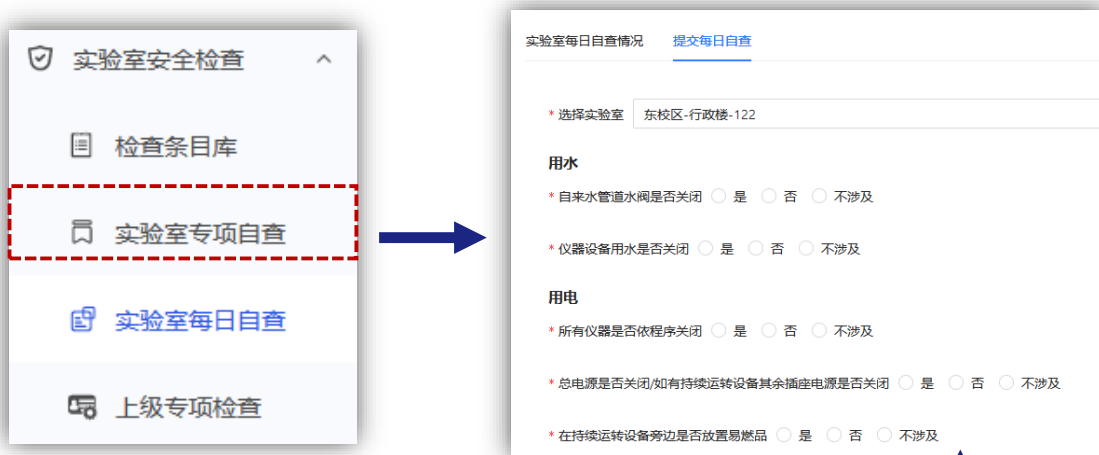 实验室安全检查
检查条目库
实验室专项自查
实验室每日自查
上级专项检查
实验室每日自查情况 提交每日自查
* 选择实验室 东校区-行政楼-122
用水
* 自来水管道水阀是否关闭 是 否 不涉及
* 仪器设备用水是否关闭 是 否 不涉及
用电
* 所有仪器是否依程序关闭 是 否 不涉及
* 总电源是否关闭/如有持续运转设备其余插座电源是否关闭 是 否 不涉及
* 在持续运转设备旁边是否放置易燃品 是 否 不涉及